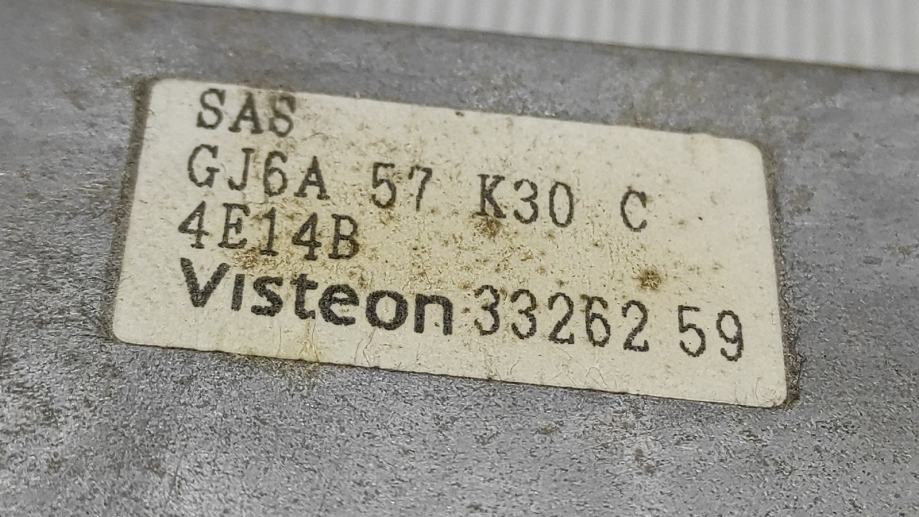 SAS
GJ6A 57 K30 C
4E14B
Visteon 33262 59